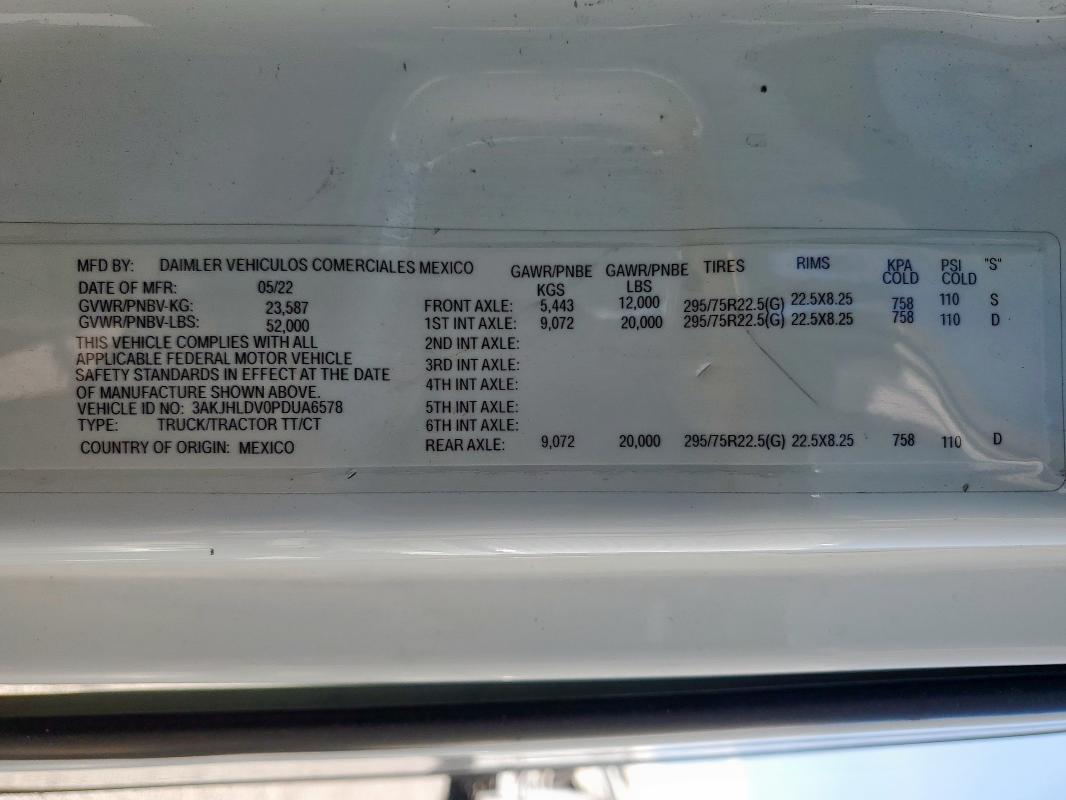 MFD BY: DAIMLER VEHICULOS COMERCIALES MEXICO
DATE OF MFR: 05/22
GVWR/PNBV-KG: 23,587
GVWR/PNBV-LBS: 52,000
THIS VEHICLE COMPLIES WITH ALL
APPLICABLE FEDERAL MOTOR VEHICLE
SAFETY STANDARDS IN EFFECT AT THE DATE
OF MANUFACTURE SHOWN ABOVE.
VEHICLE ID NO: 3AKJHLDV0PDUA6578
TYPE: TRUCK/TRACTOR TT/CT
COUNTRY OF ORIGIN: MEXICO
GAWR/PNBE GAWR/PNBE TIRES RIMS KPA PSI "S"
KGS LBS COLD COLD
FRONT AXLE: 5,443 12,000 295/75R22.5(G) 22.5X8.25 758 110 S
1ST INT AXLE: 9,072 20,000 295/75R22.5(G) 22.5X8.25 758 110 D
2ND INT AXLE:
3RD INT AXLE:
4TH INT AXLE:
5TH INT AXLE:
6TH INT AXLE:
REAR AXLE: 9,072 20,000 295/75R22.5(G) 22.5X8.25 758 110 D